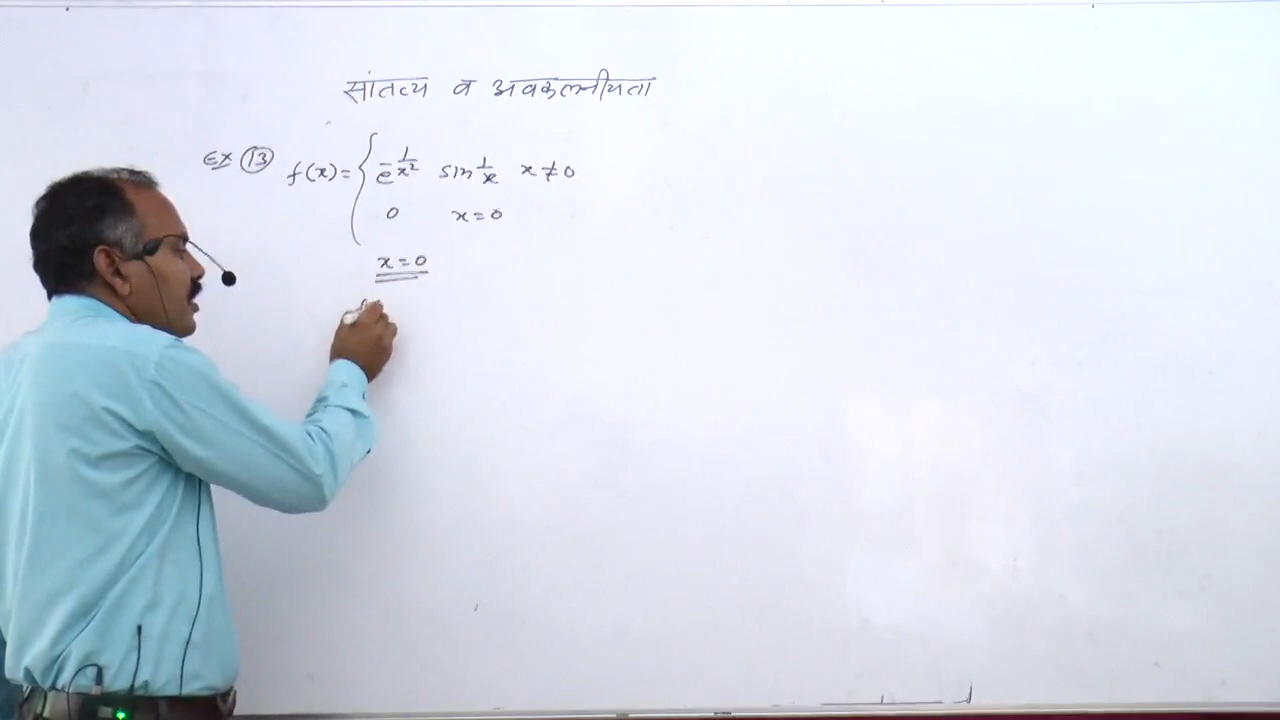 सांतत्य व अवकलनीयता
EX 13 f(x) = { e^{-1/x²} sin 1/x x ≠ 0
0 x = 0
x = 0